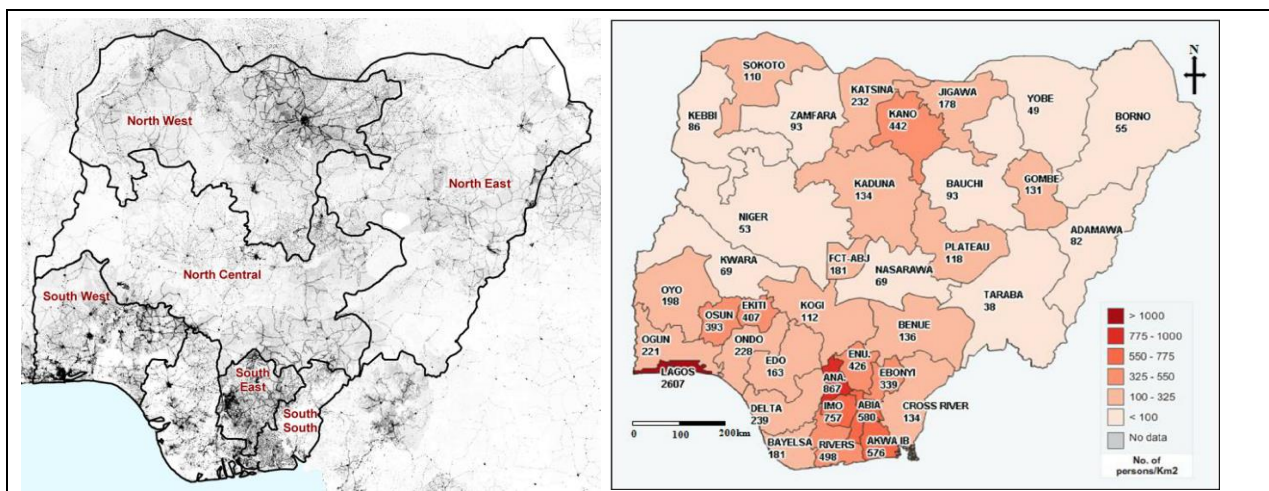 North West
North East
North Central
South West
South
East
South
South
N
SOKOTO
110
KATSINA
232
JIGAWA
178
YOBE
49
BORNO
55
KEBBI
86
ZAMFARA
93
KANO
442
KADUNA
134
BAUCHI
93
GOMBE
131
ADAMAWA
82
NIGER
53
PLATEAU
118
FCT-ABJ
181
KWARA
69
NASARAWA
69
TARABA
38
OYO
198
OSUN
393
EKITI
407
KOGI
112
BENUE
136
OGUN
221
ONDO
228
EDO
163
ENU.
426
EBONYI
339
LAGOS
2607
ANA.
867
IMO
757
ABIA
580
CROSS RIVER
134
DELTA
239
BAYELSA
181
RIVERS
498
AKWA IB
576
0 100 200km
> 1000
775 - 1000
550 - 775
325 - 550
100 - 325
< 100
No data
No. of
persons/Km2